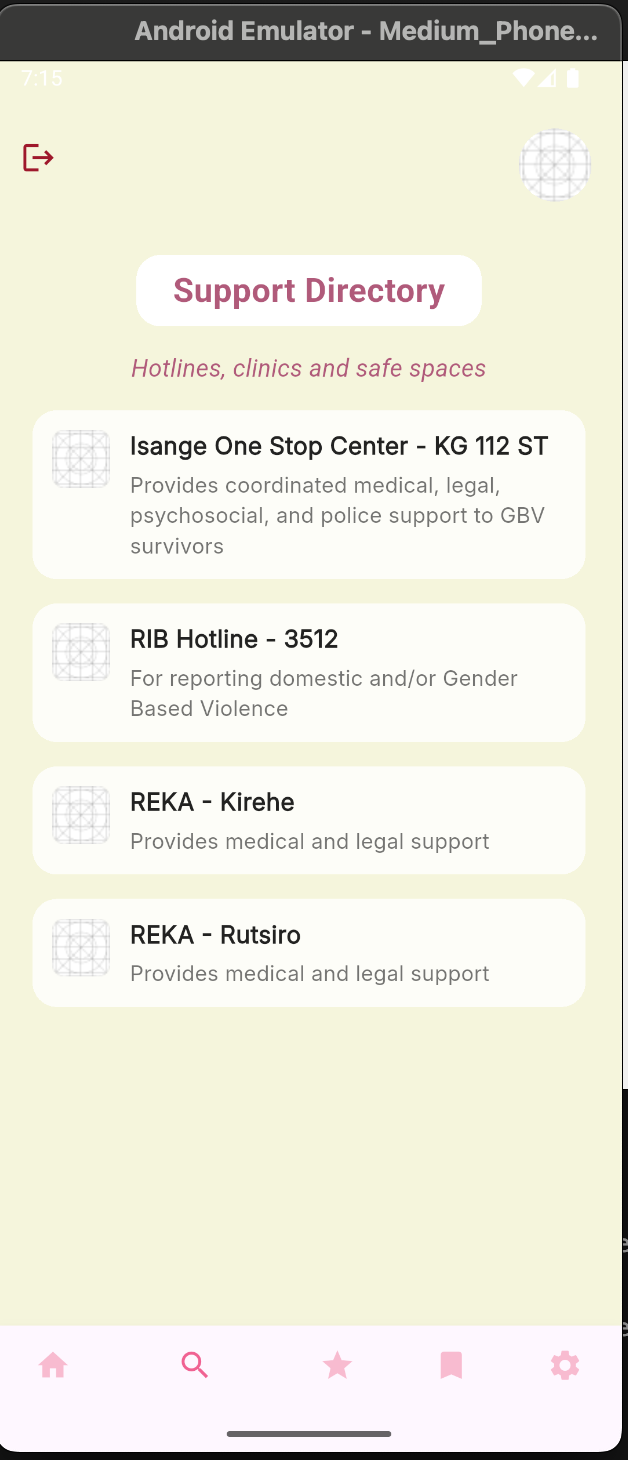 Android Emulator - Medium_Phone...
7:15
Support Directory
Hotlines, clinics and safe spaces
Isange One Stop Center - KG 112 ST
Provides coordinated medical, legal,
psychosocial, and police support to GBV
survivors
RIB Hotline - 3512
For reporting domestic and/or Gender
Based Violence
REKA - Kirehe
Provides medical and legal support
REKA - Rutsiro
Provides medical and legal support